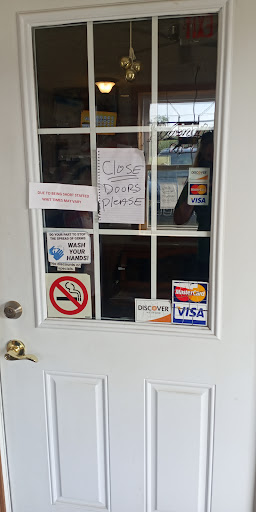 CLOSE
DOORS
PLEASE
DISCOVER
MasterCard
VISA
DUE TO BEING SHORT STAFFED
WAIT TIMES MAY VARY
DO YOUR PART TO STOP
THE SPREAD OF GERMS
WASH
YOUR
HANDS!
DISCOVER
MasterCard
VISA